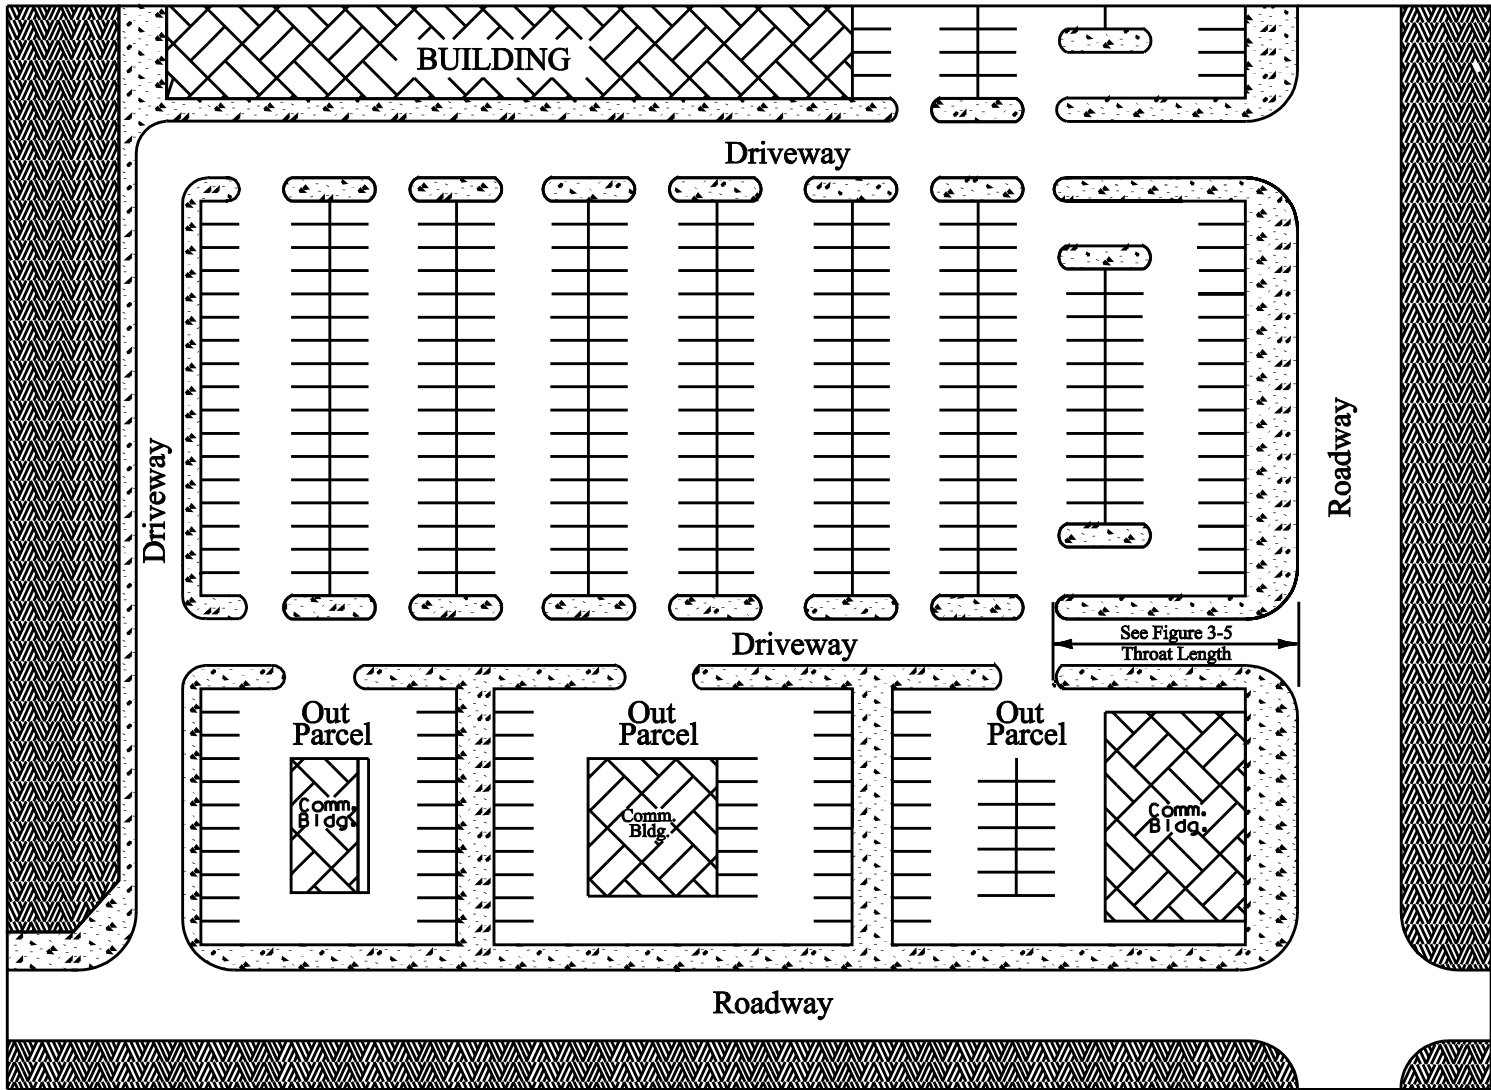 BUILDING
Driveway
Driveway
Roadway
See Figure 3-5
Throat Length
Driveway
Out
Parcel
Out
Parcel
Out
Parcel
Comm.
Bldg.
Comm.
Bldg.
Comm.
Bldg.
Roadway